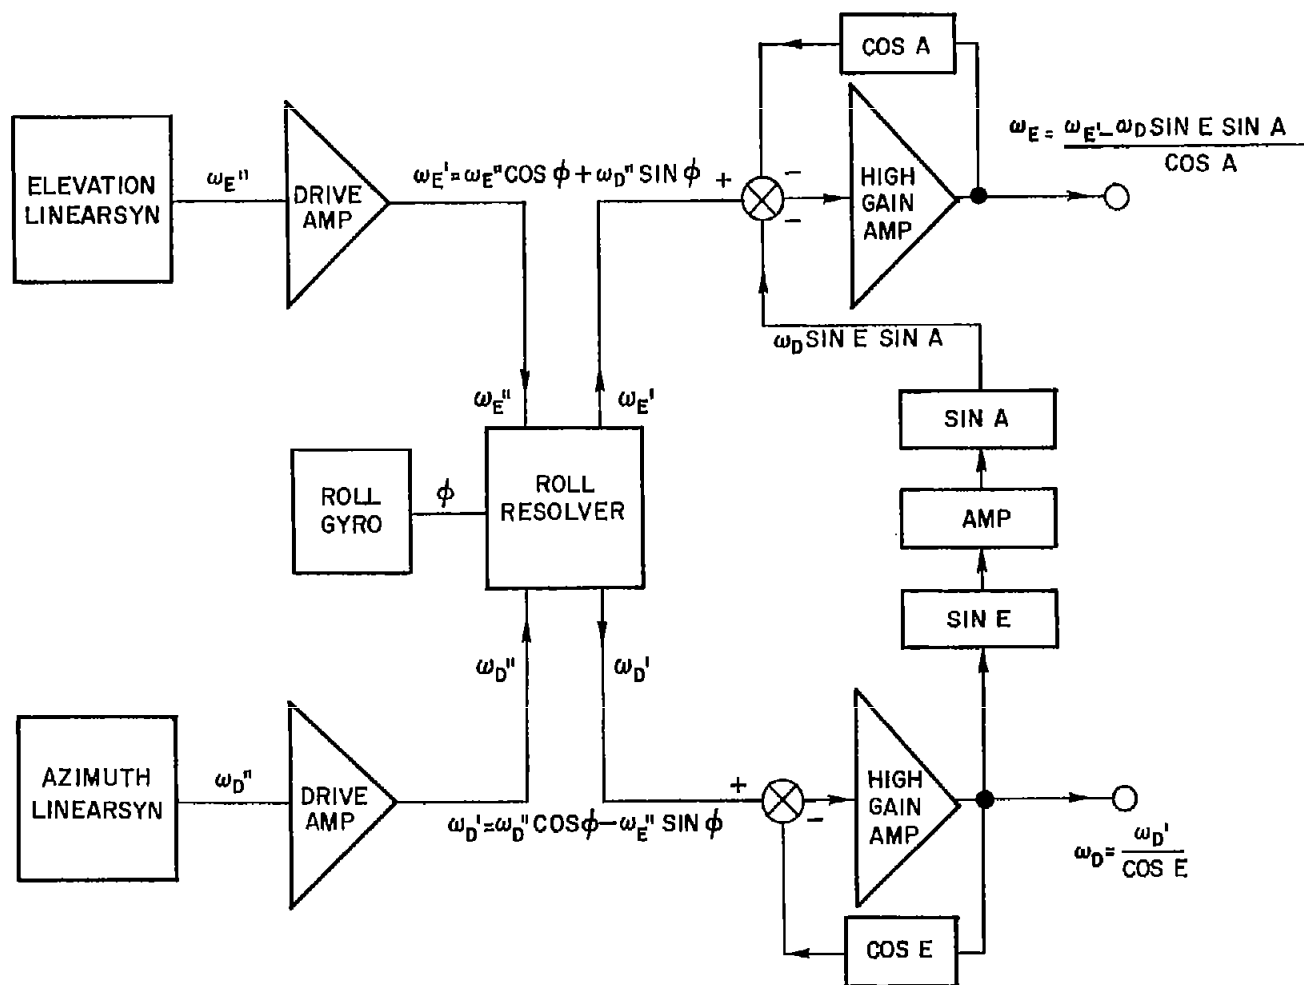 COS A
ELEVATION
LINEARSYN
ωE"
DRIVE
AMP
ωE'=ωE" COS ϕ + ωD" SIN ϕ
+
−
−
HIGH
GAIN
AMP
ωE = ωE' − ωD SIN E SIN A
COS A
ωD SIN E SIN A
ωE"
ωE'
SIN A
ROLL
GYRO
ϕ
ROLL
RESOLVER
AMP
SIN E
ωD"
ωD'
AZIMUTH
LINEARSYN
ωD"
DRIVE
AMP
ωD'=ωD" COS ϕ − ωE" SIN ϕ
+
−
HIGH
GAIN
AMP
ωD = ωD'
COS E
COS E